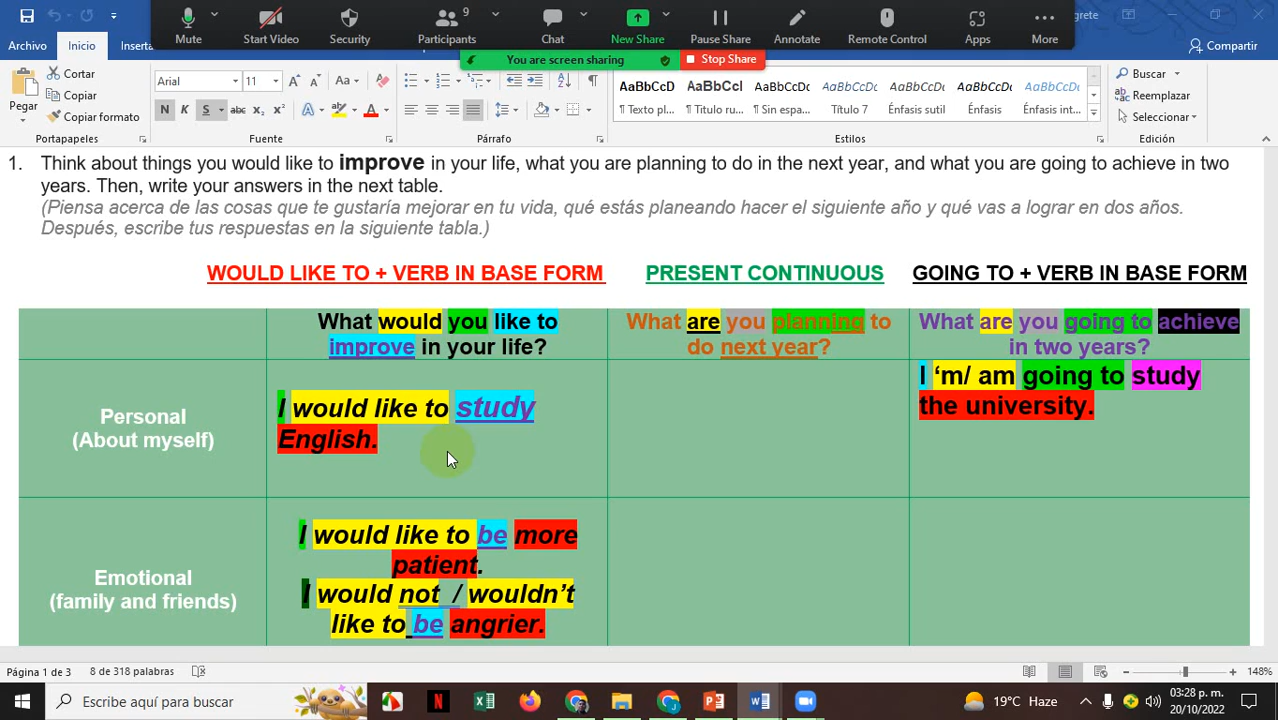 9
grete
Mute
Start Video
Security
Participants
Chat
New Share
Pause Share
Annotate
Remote Control
Apps
More
Archivo
Inicio
Inserta
You are screen sharing
Stop Share
Compartir
Pegar
Cortar
Copiar
Copiar formato
Arial
11
Aa
N K S abc x₂ x²
AaBbCcDc
AaBbCcI
AaBbCcDc
AaBbCcDc
AaBbCcDc
AaBbCcDc
AaBbCcDc
¶ Texto pl...
¶ Titulo ru...
¶ Sin espa...
Título 7
Énfasis sutil
Énfasis
Énfasis int...
Buscar
Reemplazar
Seleccionar
Portapapeles
Fuente
Párrafo
Estilos
Edición
1. Think about things you would like to improve in your life, what you are planning to do in the next year, and what you are going to achieve in two
years. Then, write your answers in the next table.
(Piensa acerca de las cosas que te gustaría mejorar en tu vida, qué estás planeando hacer el siguiente año y qué vas a lograr en dos años.
Después, escribe tus respuestas en la siguiente tabla.)
WOULD LIKE TO + VERB IN BASE FORM
PRESENT CONTINUOUS
GOING TO + VERB IN BASE FORM
What would you like to
improve in your life?
What are you planning to
do next year?
What are you going to achieve
in two years?
Personal
(About myself)
I would like to study
English.
I ‘m/ am going to study
the university.
Emotional
(family and friends)
I would like to be more
patient.
I would not / wouldn’t
like to be angrier.
Página 1 de 3
8 de 318 palabras
148%
Escribe aquí para buscar
19°C Haze
03:28 p. m.
20/10/2022